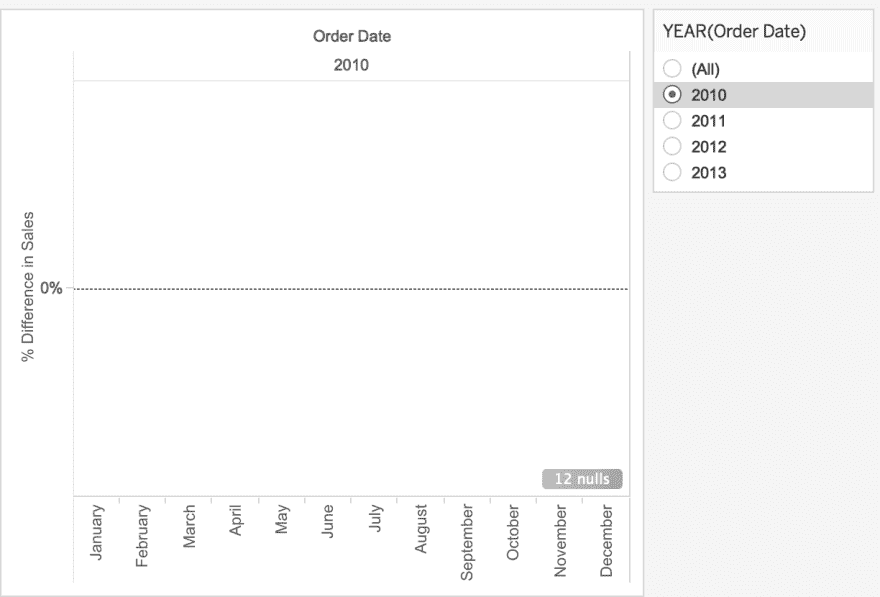 Order Date
2010
% Difference in Sales
0%
12 nulls
January
February
March
April
May
June
July
August
September
October
November
December
YEAR(Order Date)
(All)
2010
2011
2012
2013